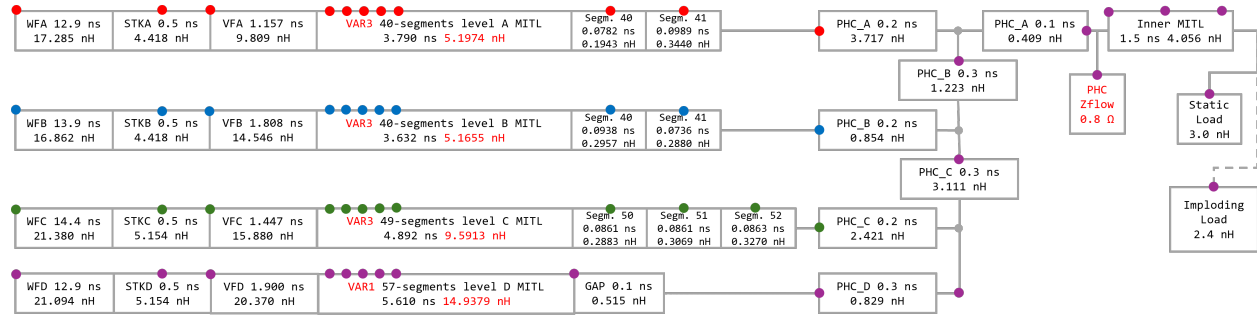 WFA 12.9 ns
17.285 nH
STKA 0.5 ns
4.418 nH
VFA 1.157 ns
9.809 nH
VAR3 40-segments level A MITL
3.790 ns 5.1974 nH
Segm. 40
0.0782 ns
0.1943 nH
Segm. 41
0.0989 ns
0.3440 nH
PHC_A 0.2 ns
3.717 nH
PHC_A 0.1 ns
0.409 nH
Inner MITL
1.5 ns 4.056 nH
PHC_B 0.3 ns
1.223 nH
PHC
Zflow
0.8 Ω
Static
Load
3.0 nH
WFB 13.9 ns
16.862 nH
STKB 0.5 ns
4.418 nH
VFB 1.808 ns
14.546 nH
VAR3 40-segments level B MITL
3.632 ns 5.1655 nH
Segm. 40
0.0938 ns
0.2957 nH
Segm. 41
0.0736 ns
0.2880 nH
PHC_B 0.2 ns
0.854 nH
PHC_C 0.3 ns
3.111 nH
Imploding
Load
2.4 nH
WFC 14.4 ns
21.380 nH
STKC 0.5 ns
5.154 nH
VFC 1.447 ns
15.880 nH
VAR3 49-segments level C MITL
4.892 ns 9.5913 nH
Segm. 50
0.0861 ns
0.2883 nH
Segm. 51
0.0861 ns
0.3069 nH
Segm. 52
0.0863 ns
0.3270 nH
PHC_C 0.2 ns
2.421 nH
WFD 12.9 ns
21.094 nH
STKD 0.5 ns
5.154 nH
VFD 1.900 ns
20.370 nH
VAR1 57-segments level D MITL
5.610 ns 14.9379 nH
GAP 0.1 ns
0.515 nH
PHC_D 0.3 ns
0.829 nH